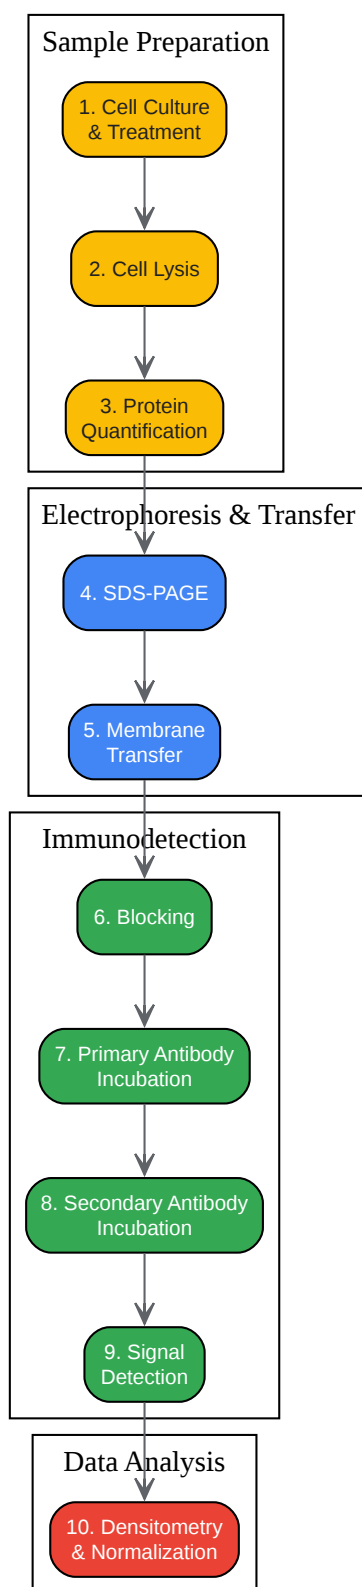 Sample Preparation
1. Cell Culture
& Treatment
2. Cell Lysis
3. Protein
Quantification
Electrophoresis & Transfer
4. SDS-PAGE
5. Membrane
Transfer
Immunodetection
6. Blocking
7. Primary Antibody
Incubation
8. Secondary Antibody
Incubation
9. Signal
Detection
Data Analysis
10. Densitometry
& Normalization